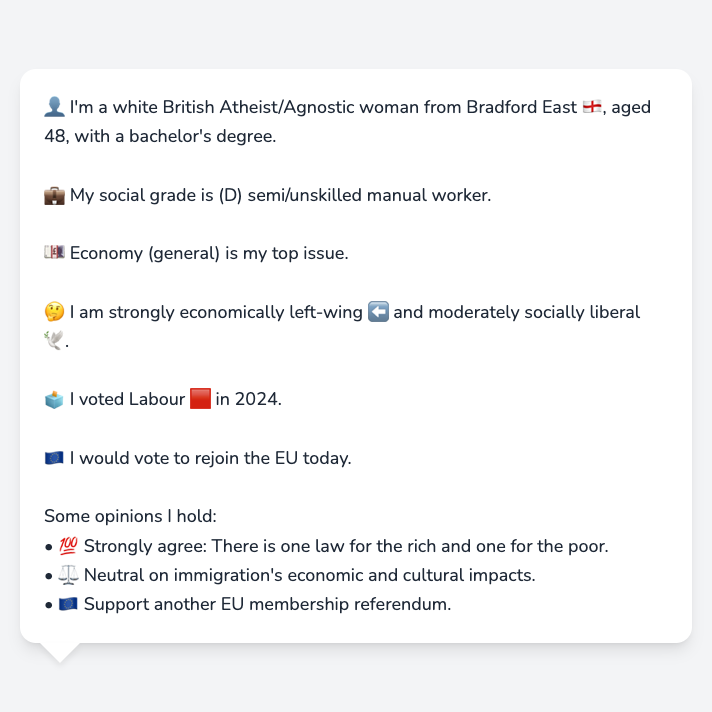 👤 I'm a white British Atheist/Agnostic woman from Bradford East 🏴󠁧󠁢󠁥󠁮󠁧󠁿, aged
48, with a bachelor's degree.
💼 My social grade is (D) semi/unskilled manual worker.
💷 Economy (general) is my top issue.
🤔 I am strongly economically left-wing ⬅️ and moderately socially liberal
🕊️.
🗳️ I voted Labour 🟥 in 2024.
🇪🇺 I would vote to rejoin the EU today.
Some opinions I hold:
• 💯 Strongly agree: There is one law for the rich and one for the poor.
• ⚖️ Neutral on immigration's economic and cultural impacts.
• 🇪🇺 Support another EU membership referendum.